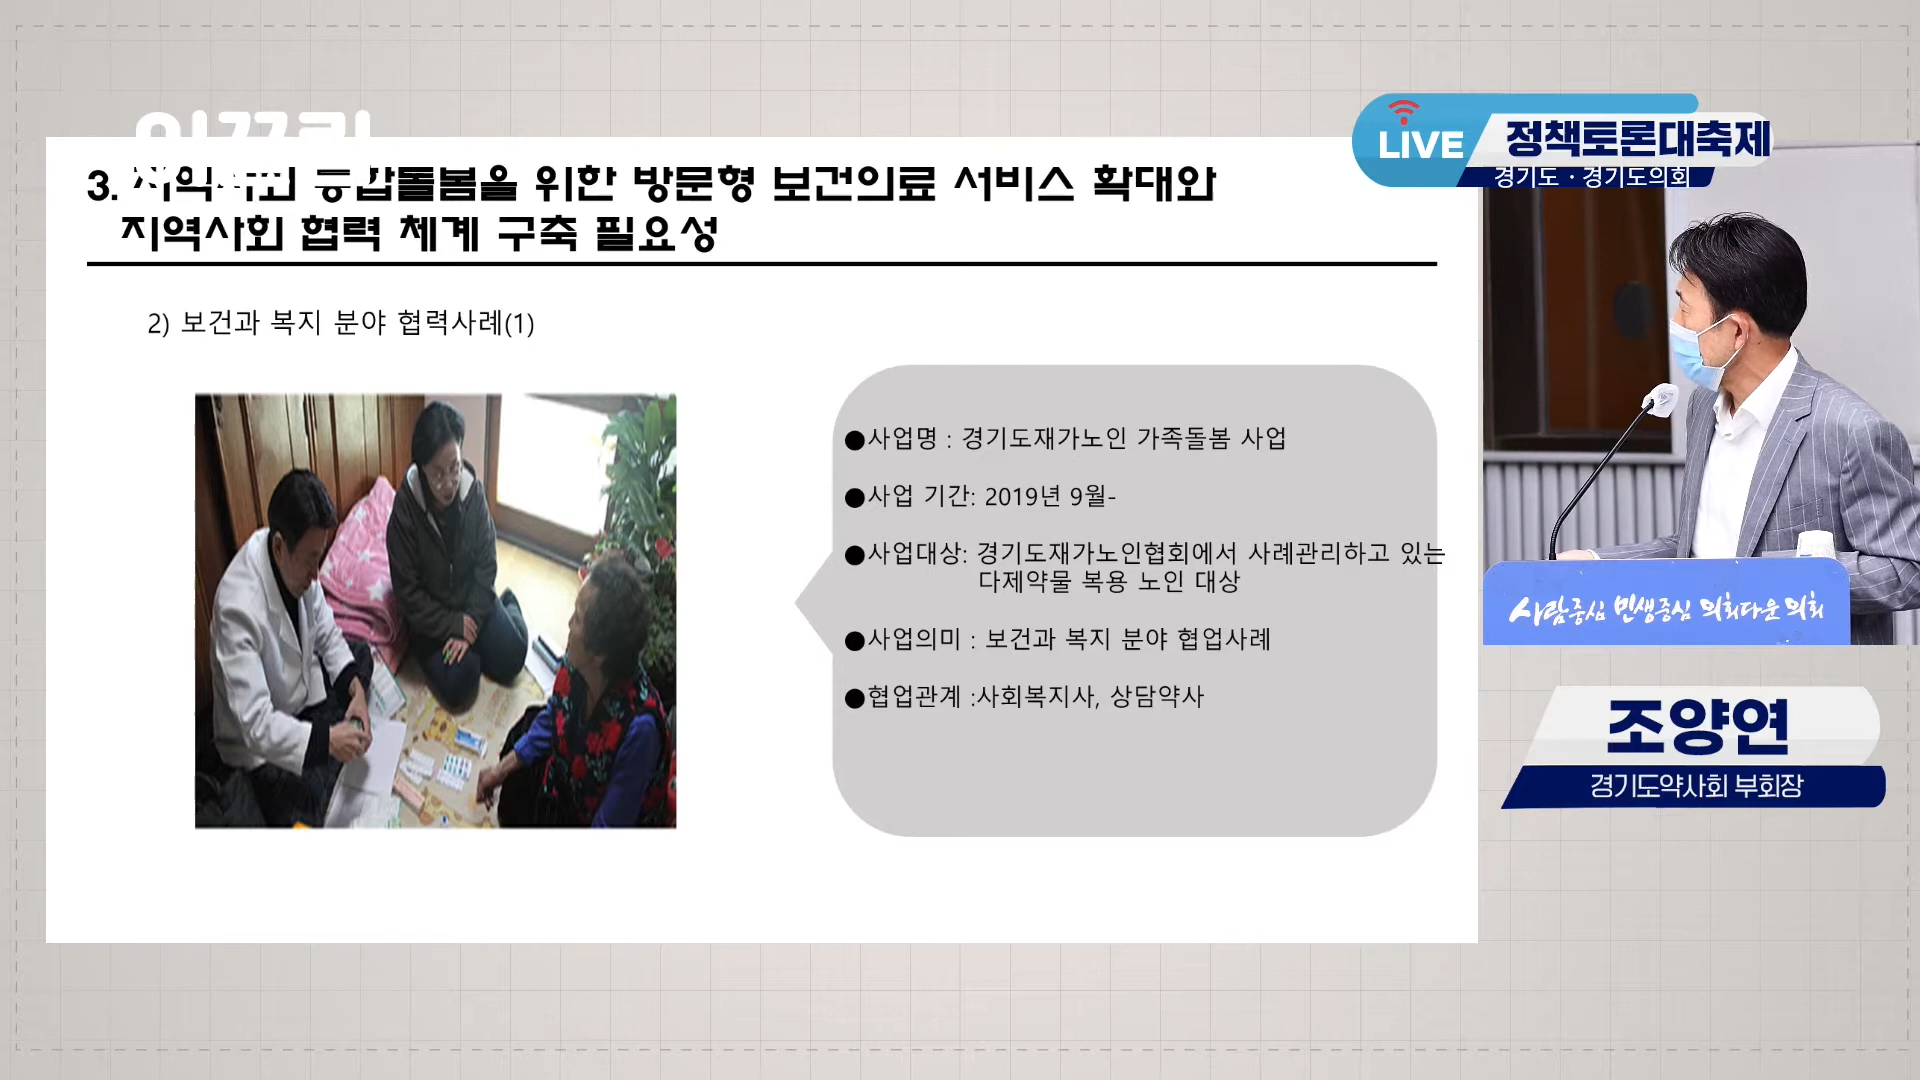 LIVE 정책토론대축제
경기도 · 경기도의회
3. 지역사회 통합돌봄을 위한 방문형 보건의료 서비스 확대와
지역사회 협력 체계 구축 필요성
2) 보건과 복지 분야 협력사례(1)
●사업명 : 경기도재가노인 가족돌봄 사업
●사업 기간: 2019년 9월-
●사업대상: 경기도재가노인협회에서 사례관리하고 있는
다제약물 복용 노인 대상
●사업의미 : 보건과 복지 분야 협업사례
●협업관계 :사회복지사, 상담약사
사람중심 민생중심 의회다운 의회
조양연
경기도약사회 부회장